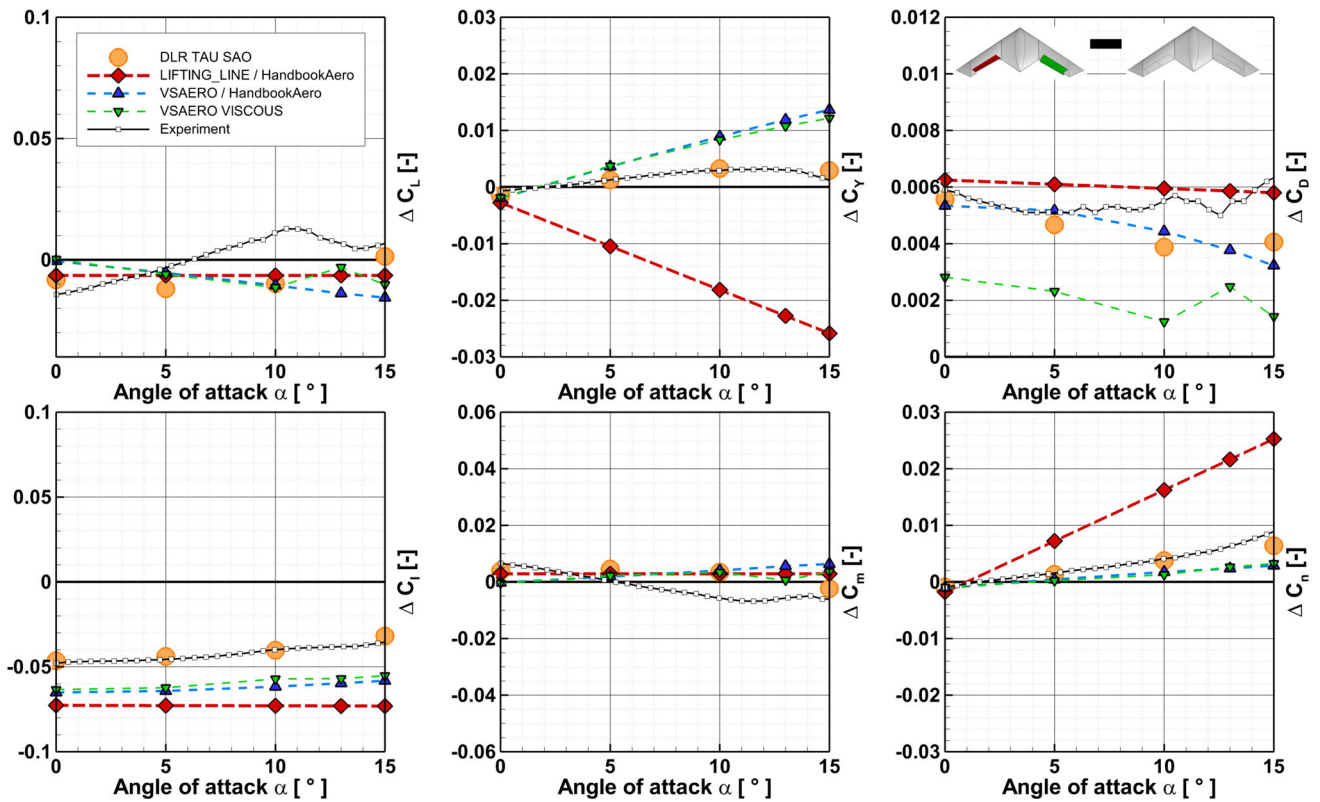 0.1
0.05
0
0 5 10 15
Angle of attack α [ ° ]
Δ C_L [-]
DLR TAU SAO
LIFTING_LINE / HandbookAero
VSAERO / HandbookAero
VSAERO VISCOUS
Experiment
0.03
0.02
0.01
0
-0.01
-0.02
-0.03
0 5 10 15
Angle of attack α [ ° ]
Δ C_Y [-]
0.012
0.01
0.008
0.006
0.004
0.002
0
0 5 10 15
Angle of attack α [ ° ]
Δ C_D [-]
0.1
0.05
0
-0.05
-0.1
0 5 10 15
Angle of attack α [ ° ]
Δ C_l [-]
0.06
0.04
0.02
0
-0.02
-0.04
-0.06
0 5 10 15
Angle of attack α [ ° ]
Δ C_m [-]
0.03
0.02
0.01
0
-0.01
-0.02
-0.03
0 5 10 15
Angle of attack α [ ° ]
Δ C_n [-]